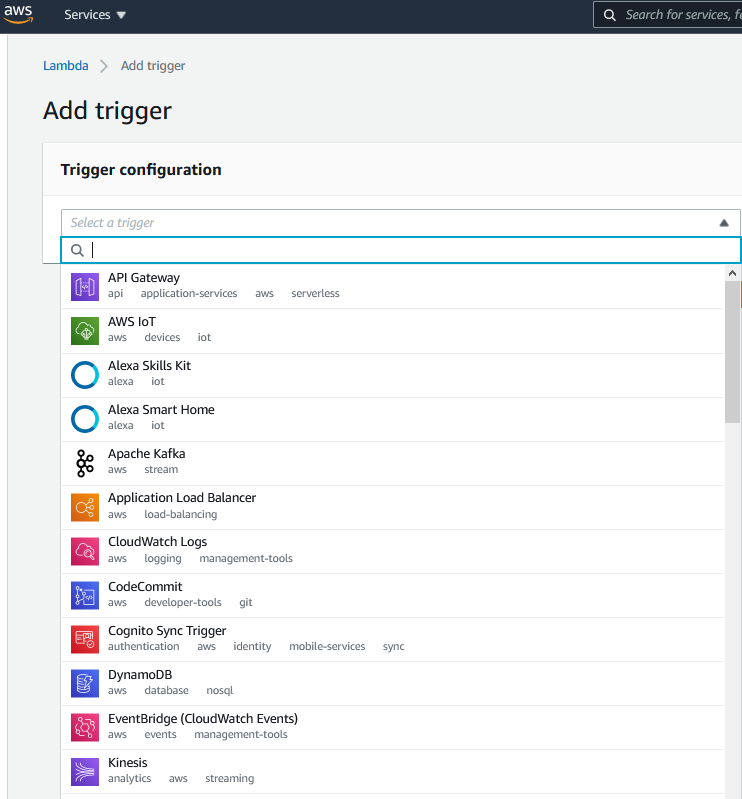 aws Services ▼ Search for services, fe
Lambda > Add trigger
Add trigger
Trigger configuration
Select a trigger
API Gateway
api application-services aws serverless
AWS IoT
aws devices iot
Alexa Skills Kit
alexa iot
Alexa Smart Home
alexa iot
Apache Kafka
aws stream
Application Load Balancer
aws load-balancing
CloudWatch Logs
aws logging management-tools
CodeCommit
aws developer-tools git
Cognito Sync Trigger
authentication aws identity mobile-services sync
DynamoDB
aws database nosql
EventBridge (CloudWatch Events)
aws events management-tools
Kinesis
analytics aws streaming